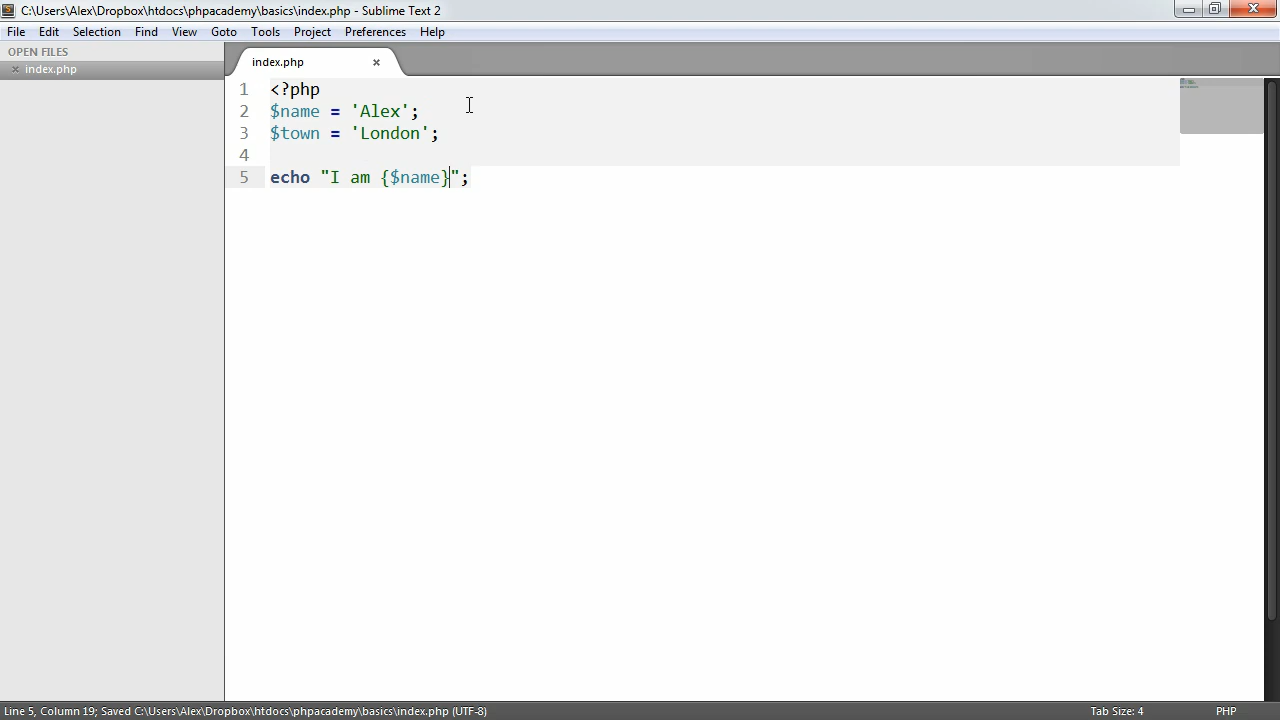 C:\Users\Alex\Dropbox\htdocs\phpacademy\basics\index.php - Sublime Text 2
File Edit Selection Find View Goto Tools Project Preferences Help
OPEN FILES
index.php
index.php
1 <?php
2 $name = 'Alex';
3 $town = 'London';
4
5 echo "I am {$name}";
Line 5, Column 19; Saved C:\Users\Alex\Dropbox\htdocs\phpacademy\basics\index.php (UTF-8)
Tab Size: 4
PHP